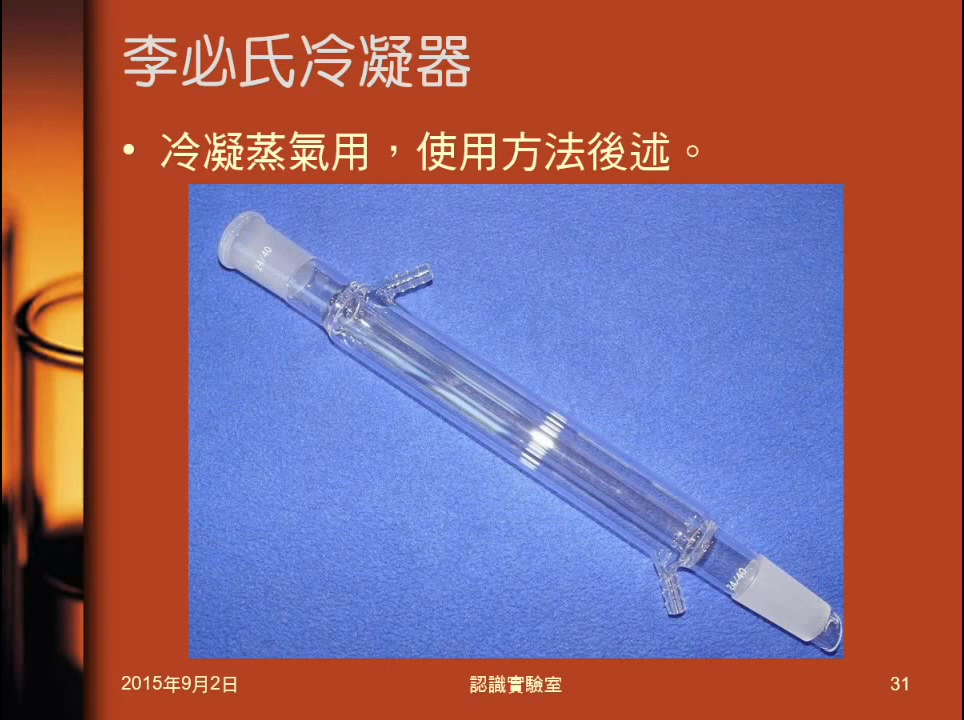 李必氏冷凝器
• 冷凝蒸氣用，使用方法後述。
24/40
24/40
2015年9月2日
認識實驗室
31